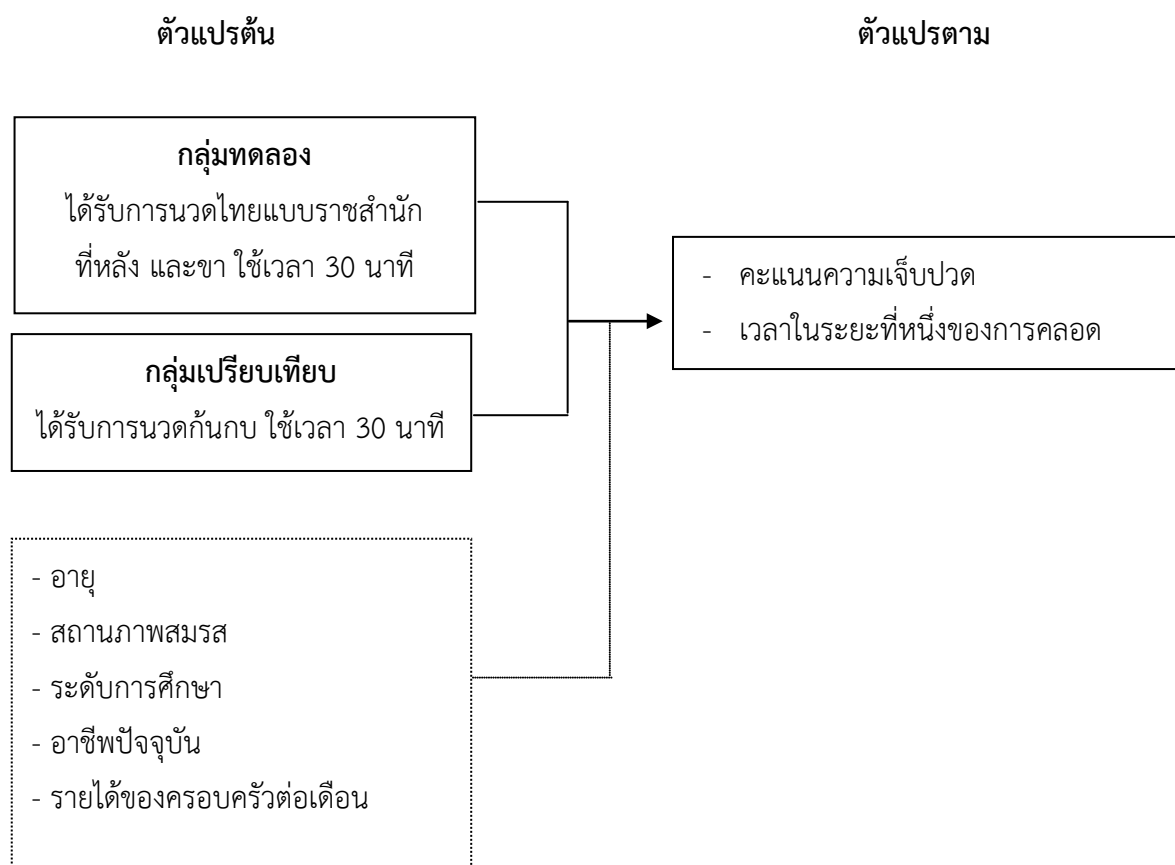 ตัวแปรต้น
ตัวแปรตาม
กลุ่มทดลอง
ได้รับการนวดไทยแบบราชสำนัก
ที่หลัง และขา ใช้เวลา 30 นาที
กลุ่มเปรียบเทียบ
ได้รับการนวดก้นกบ ใช้เวลา 30 นาที
- คะแนนความเจ็บปวด
- เวลาในระยะที่หนึ่งของการคลอด
- อายุ
- สถานภาพสมรส
- ระดับการศึกษา
- อาชีพปัจจุบัน
- รายได้ของครอบครัวต่อเดือน